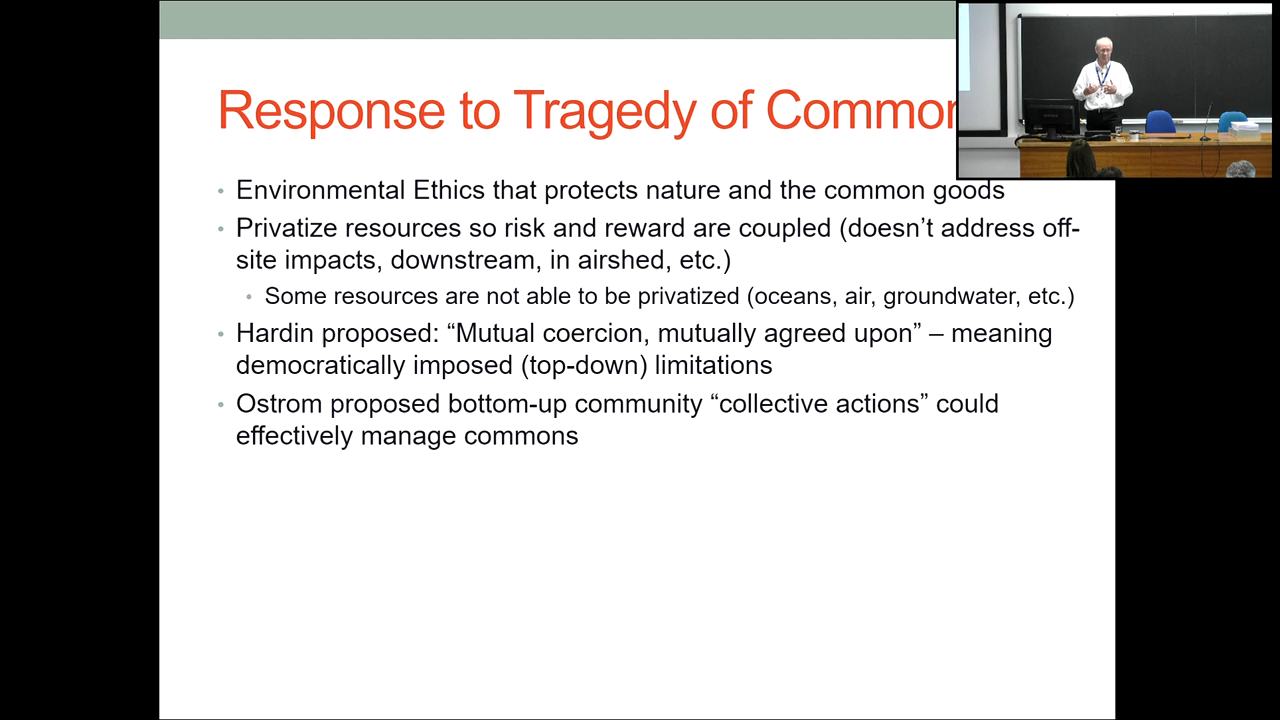 Response to Tragedy of Common
• Environmental Ethics that protects nature and the common goods
• Privatize resources so risk and reward are coupled (doesn’t address off-
site impacts, downstream, in airshed, etc.)
• Some resources are not able to be privatized (oceans, air, groundwater, etc.)
• Hardin proposed: “Mutual coercion, mutually agreed upon” – meaning
democratically imposed (top-down) limitations
• Ostrom proposed bottom-up community “collective actions” could
effectively manage commons